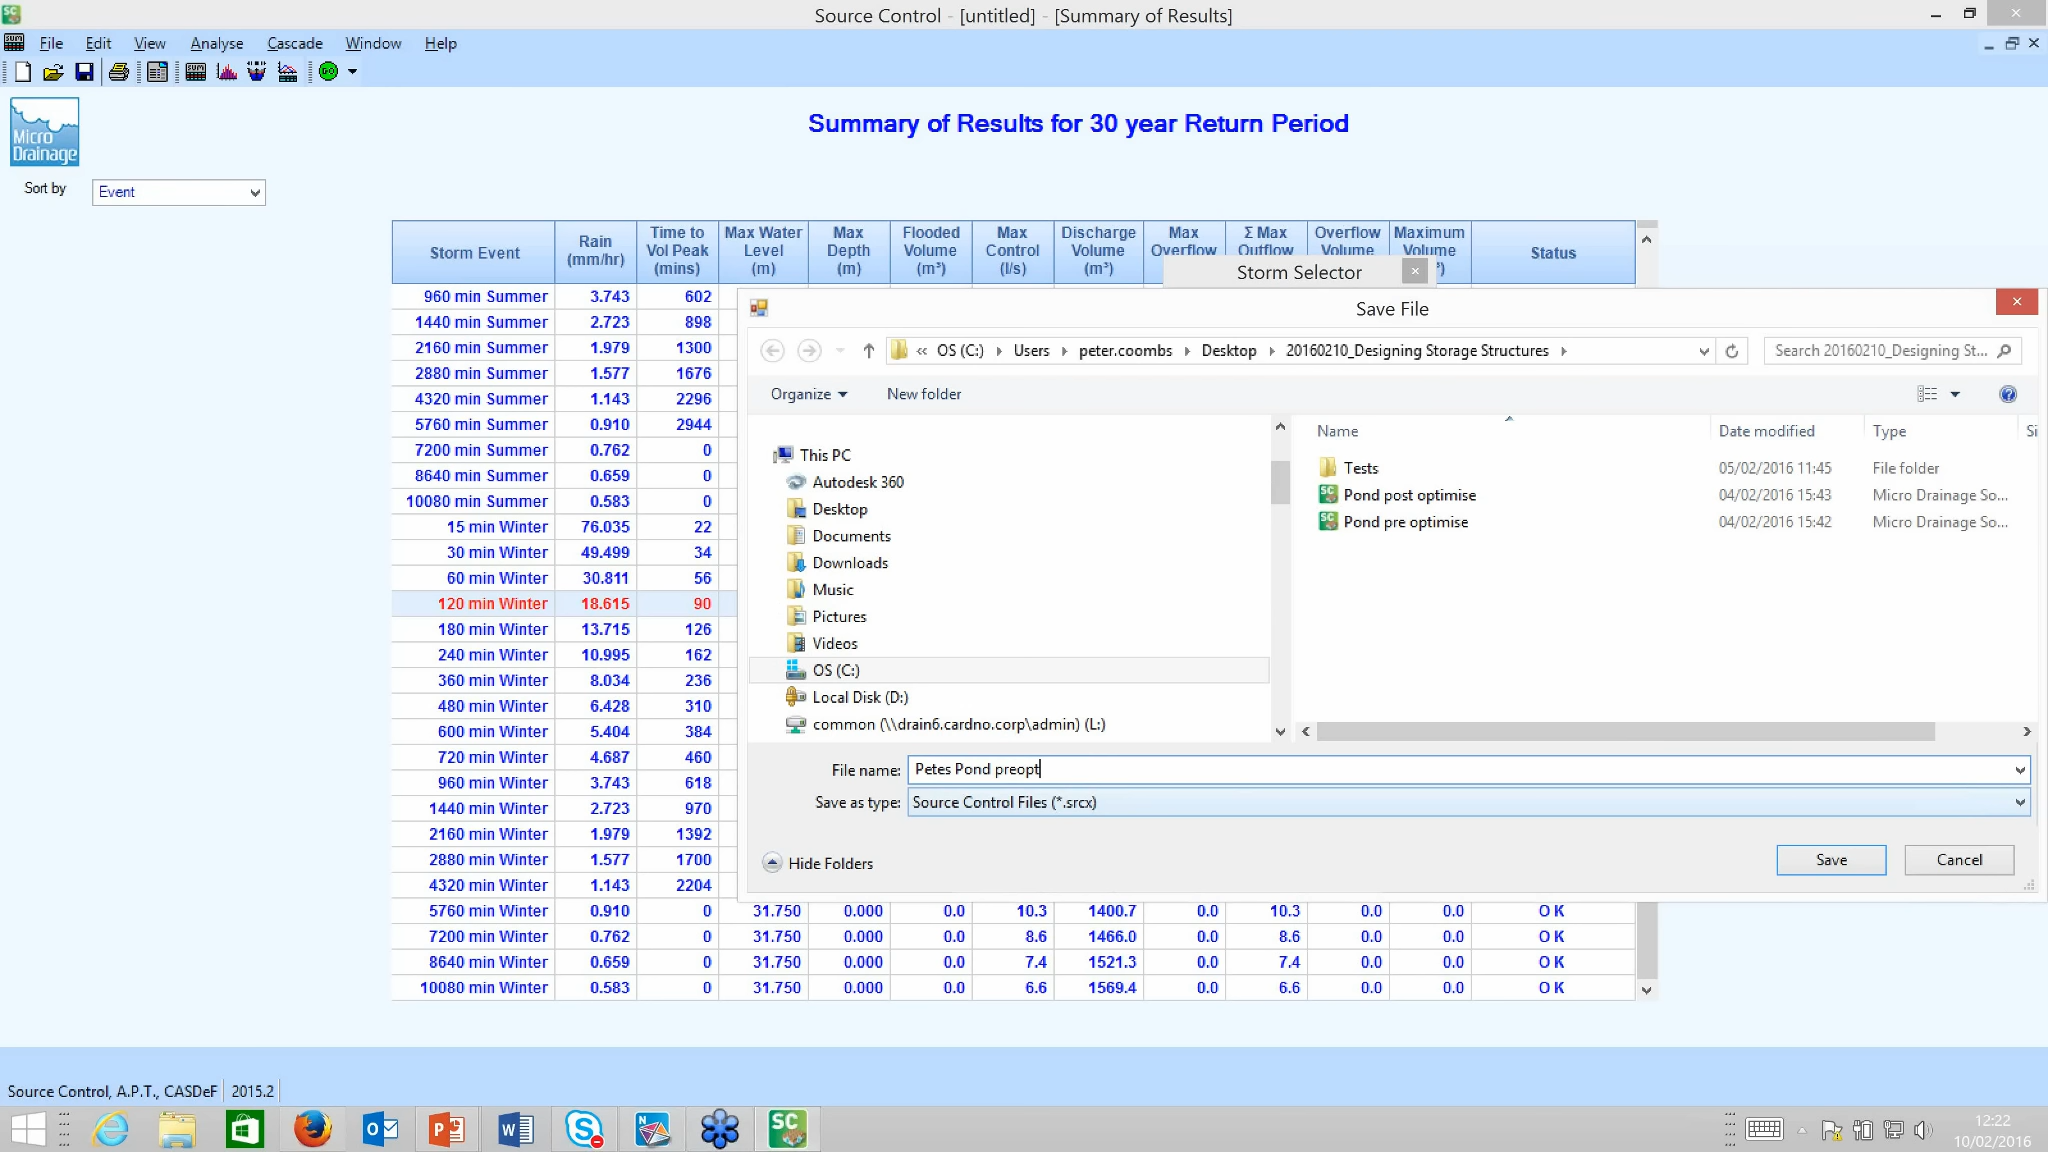 Source Control - [untitled] - [Summary of Results]
File Edit View Analyse Cascade Window Help
Micro
Drainage
Summary of Results for 30 year Return Period
Sort by Event
Storm Event Rain (mm/hr) Time to Vol Peak (mins) Max Water Level (m) Max Depth (m) Flooded Volume (m³) Max Control (l/s) Discharge Volume (m³) Max Overflow Σ Max Outflow Overflow Volume Maximum Volume Status
Storm Selector
960 min Summer 3.743 602
1440 min Summer 2.723 898
2160 min Summer 1.979 1300
2880 min Summer 1.577 1676
4320 min Summer 1.143 2296
5760 min Summer 0.910 2944
7200 min Summer 0.762 0
8640 min Summer 0.659 0
10080 min Summer 0.583 0
15 min Winter 76.035 22
30 min Winter 49.499 34
60 min Winter 30.811 56
120 min Winter 18.615 90
180 min Winter 13.715 126
240 min Winter 10.995 162
360 min Winter 8.034 236
480 min Winter 6.428 310
600 min Winter 5.404 384
720 min Winter 4.687 460
960 min Winter 3.743 618
1440 min Winter 2.723 970
2160 min Winter 1.979 1392
2880 min Winter 1.577 1700
4320 min Winter 1.143 2204
5760 min Winter 0.910 0 31.750 0.000 0.0 10.3 1400.7 0.0 10.3 0.0 0.0 O K
7200 min Winter 0.762 0 31.750 0.000 0.0 8.6 1466.0 0.0 8.6 0.0 0.0 O K
8640 min Winter 0.659 0 31.750 0.000 0.0 7.4 1521.3 0.0 7.4 0.0 0.0 O K
10080 min Winter 0.583 0 31.750 0.000 0.0 6.6 1569.4 0.0 6.6 0.0 0.0 O K
Save File
« OS (C:) Users peter.coombs Desktop 20160210_Designing Storage Structures
Search 20160210_Designing St...
Organize New folder
This PC
Autodesk 360
Desktop
Documents
Downloads
Music
Pictures
Videos
OS (C:)
Local Disk (D:)
common (\\drain6.cardno.corp\admin) (L:)
Name Date modified Type Si
Tests 05/02/2016 11:45 File folder
Pond post optimise 04/02/2016 15:43 Micro Drainage So...
Pond pre optimise 04/02/2016 15:42 Micro Drainage So...
File name: Petes Pond preopt
Save as type: Source Control Files (*.srcx)
Hide Folders
Save Cancel
Source Control, A.P.T., CASDeF 2015.2
12:22
10/02/2016